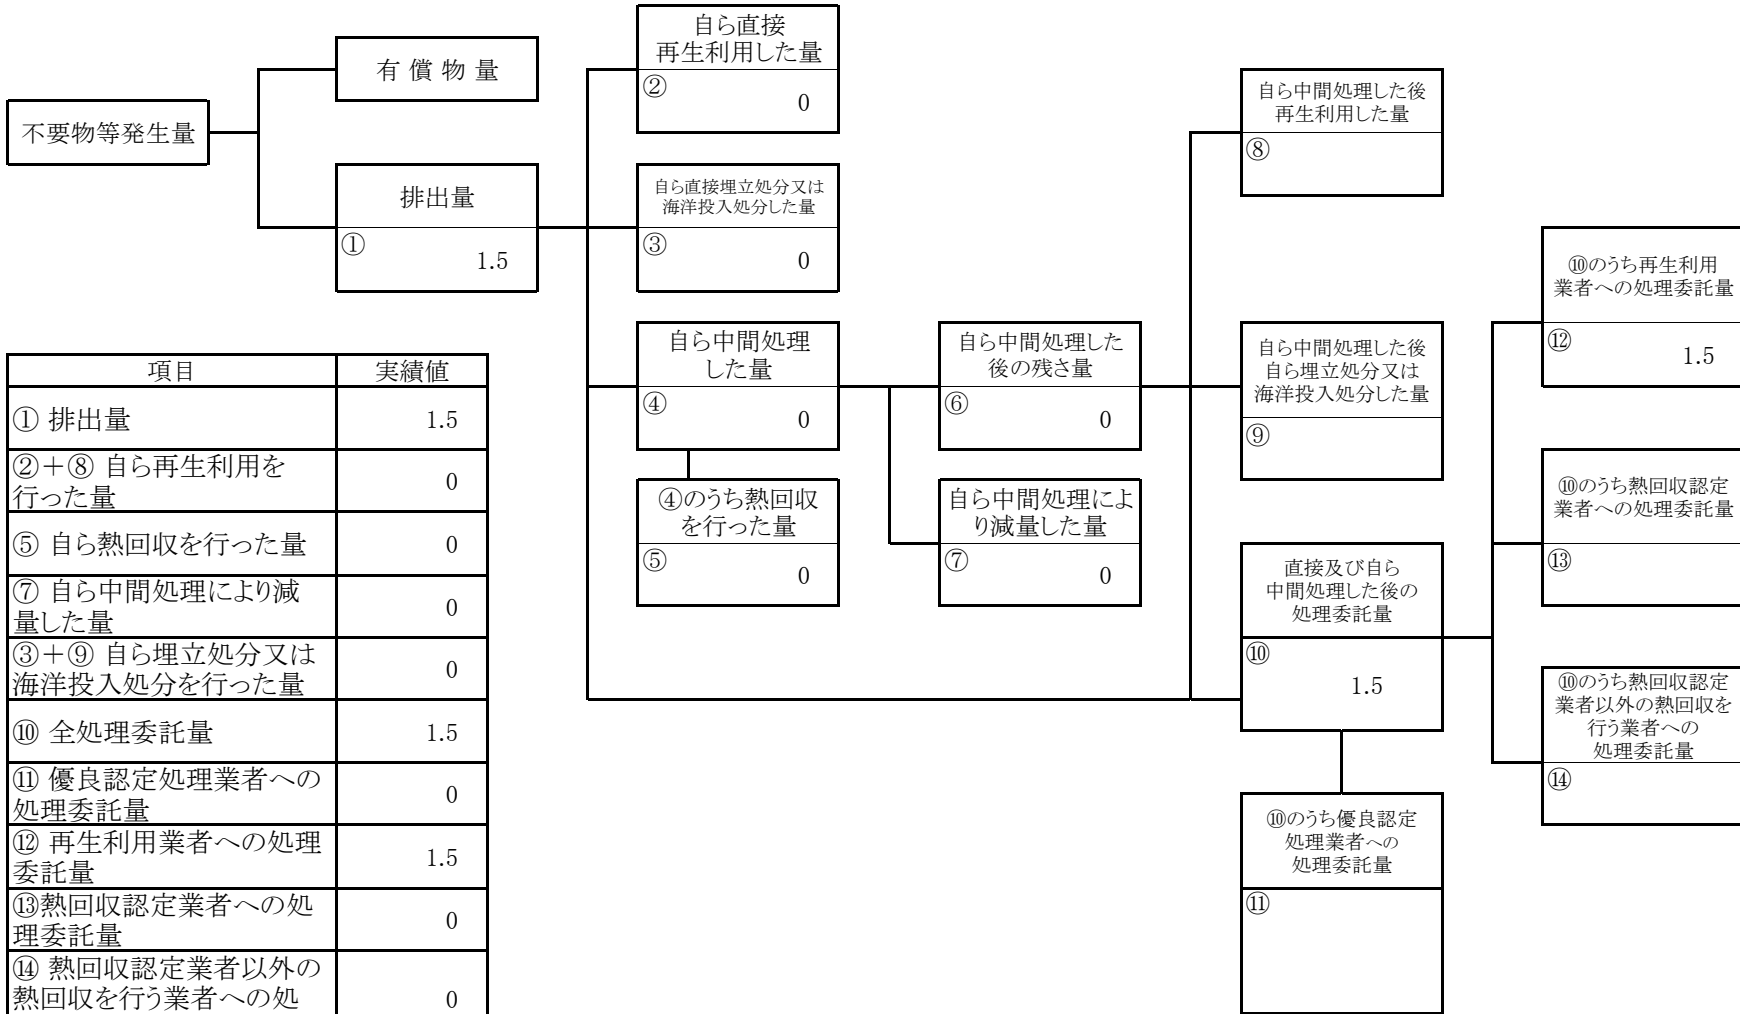 不要物等発生量
有 償 物 量
排出量
①
1.5
自ら直接
再生利用した量
②
0
自ら直接埋立処分又は
海洋投入処分した量
③
0
自ら中間処理
した量
④
0
④のうち熱回収
を行った量
⑤
0
自ら中間処理した
後の残さ量
⑥
0
自ら中間処理によ
り減量した量
⑦
0
自ら中間処理した後
再生利用した量
⑧
自ら中間処理した後
自ら埋立処分又は
海洋投入処分した量
⑨
直接及び自ら
中間処理した後の
処理委託量
⑩
1.5
⑩のうち優良認定
処理業者への
処理委託量
⑪
⑩のうち再生利用
業者への処理委託量
⑫
1.5
⑩のうち熱回収認定
業者への処理委託量
⑬
⑩のうち熱回収認定
業者以外の熱回収を
行う業者への
処理委託量
⑭
項目 実績値
① 排出量 1.5
②＋⑧ 自ら再生利用を
行った量 0
⑤ 自ら熱回収を行った量 0
⑦ 自ら中間処理により減
量した量 0
③＋⑨ 自ら埋立処分又は
海洋投入処分を行った量 0
⑩ 全処理委託量 1.5
⑪ 優良認定処理業者への
処理委託量 0
⑫ 再生利用業者への処理
委託量 1.5
⑬熱回収認定業者への処
理委託量 0
⑭ 熱回収認定業者以外の
熱回収を行う業者への処 0